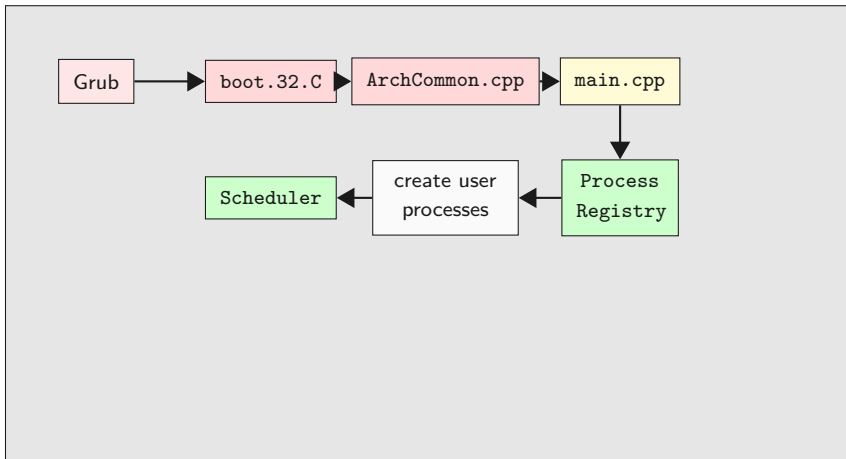 Grub
boot.32.C
ArchCommon.cpp
main.cpp
Scheduler
create user
processes
Process
Registry